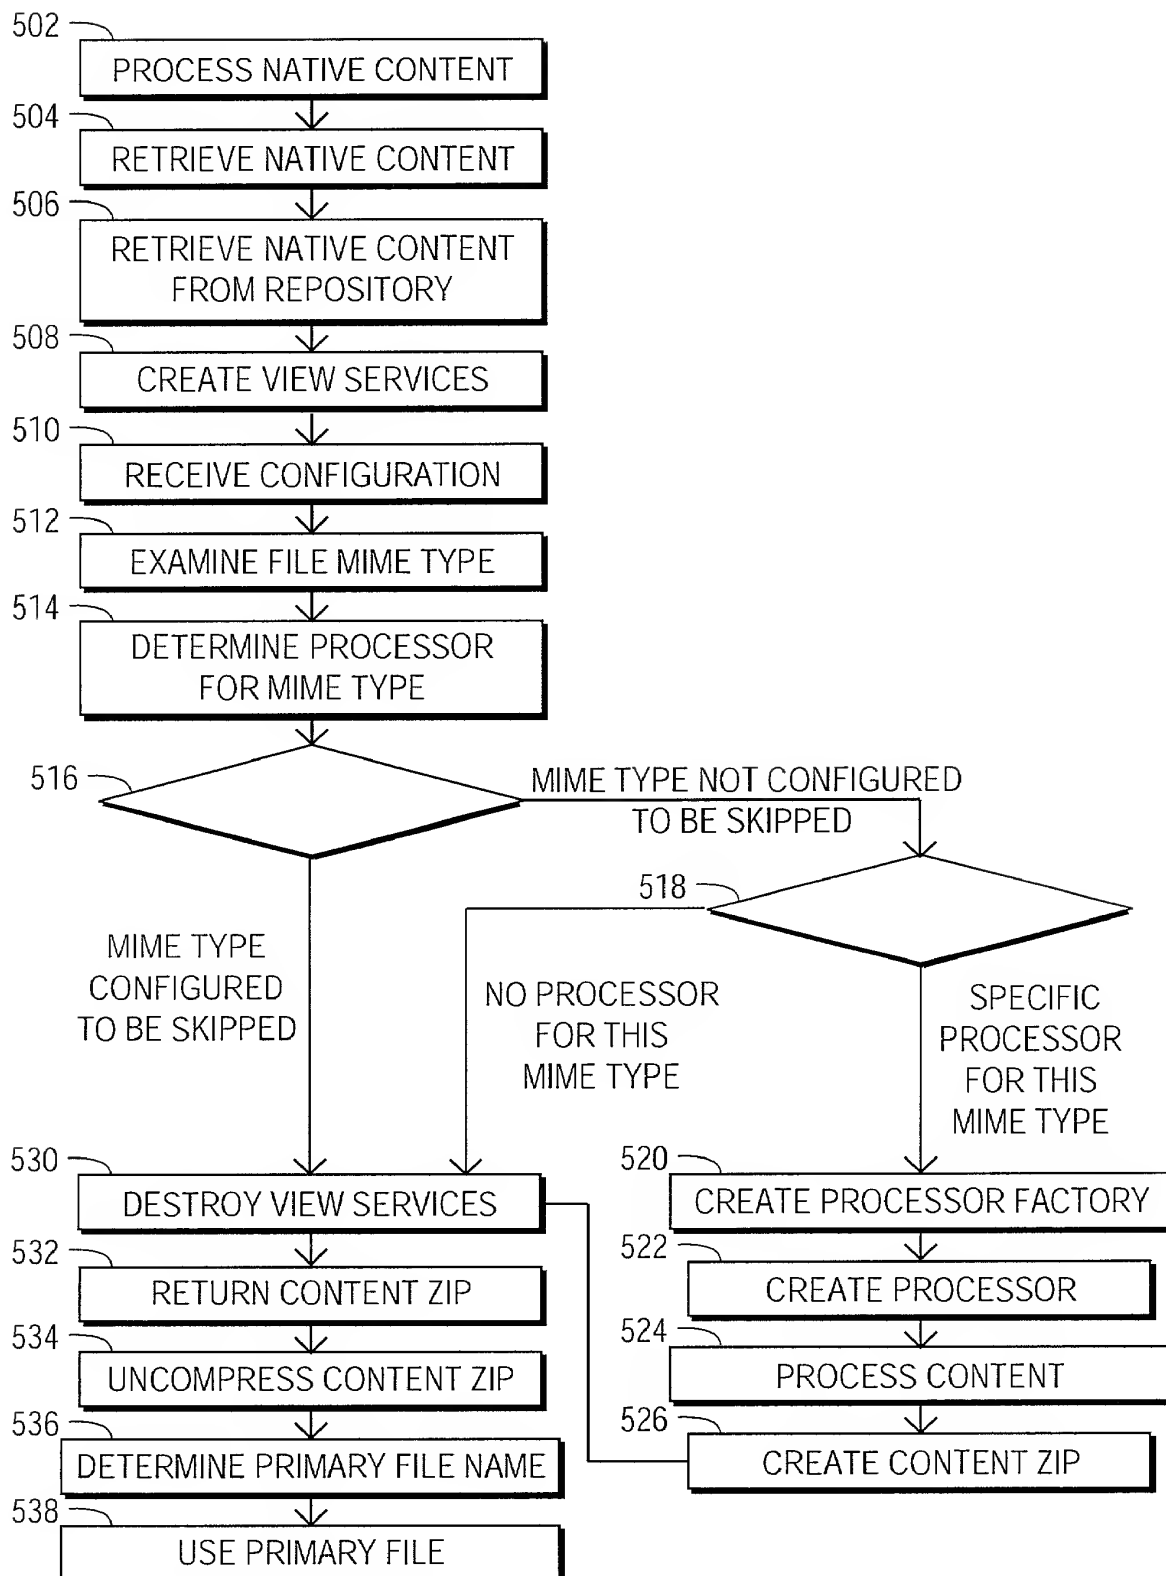 502
PROCESS NATIVE CONTENT
504
RETRIEVE NATIVE CONTENT
506
RETRIEVE NATIVE CONTENT
FROM REPOSITORY
508
CREATE VIEW SERVICES
510
RECEIVE CONFIGURATION
512
EXAMINE FILE MIME TYPE
514
DETERMINE PROCESSOR
FOR MIME TYPE
516
MIME TYPE NOT CONFIGURED
TO BE SKIPPED
518
MIME TYPE
CONFIGURED
TO BE SKIPPED
NO PROCESSOR
FOR THIS
MIME TYPE
SPECIFIC
PROCESSOR
FOR THIS
MIME TYPE
530
DESTROY VIEW SERVICES
520
CREATE PROCESSOR FACTORY
532
RETURN CONTENT ZIP
522
CREATE PROCESSOR
534
UNCOMPRESS CONTENT ZIP
524
PROCESS CONTENT
536
DETERMINE PRIMARY FILE NAME
526
CREATE CONTENT ZIP
538
USE PRIMARY FILE